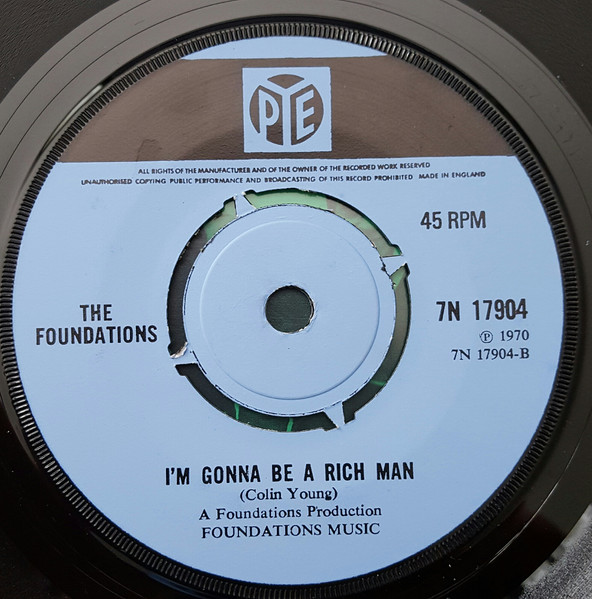 PYE
ALL RIGHTS OF THE MANUFACTURER AND OF THE OWNER OF THE RECORDED WORK RESERVED
UNAUTHORISED COPYING PUBLIC PERFORMANCE AND BROADCASTING OF THIS RECORD PROHIBITED MADE IN ENGLAND
45 RPM
THE
FOUNDATIONS
7N 17904
Ⓟ 1970
7N 17904-B
I'M GONNA BE A RICH MAN
(Colin Young)
A Foundations Production
FOUNDATIONS MUSIC